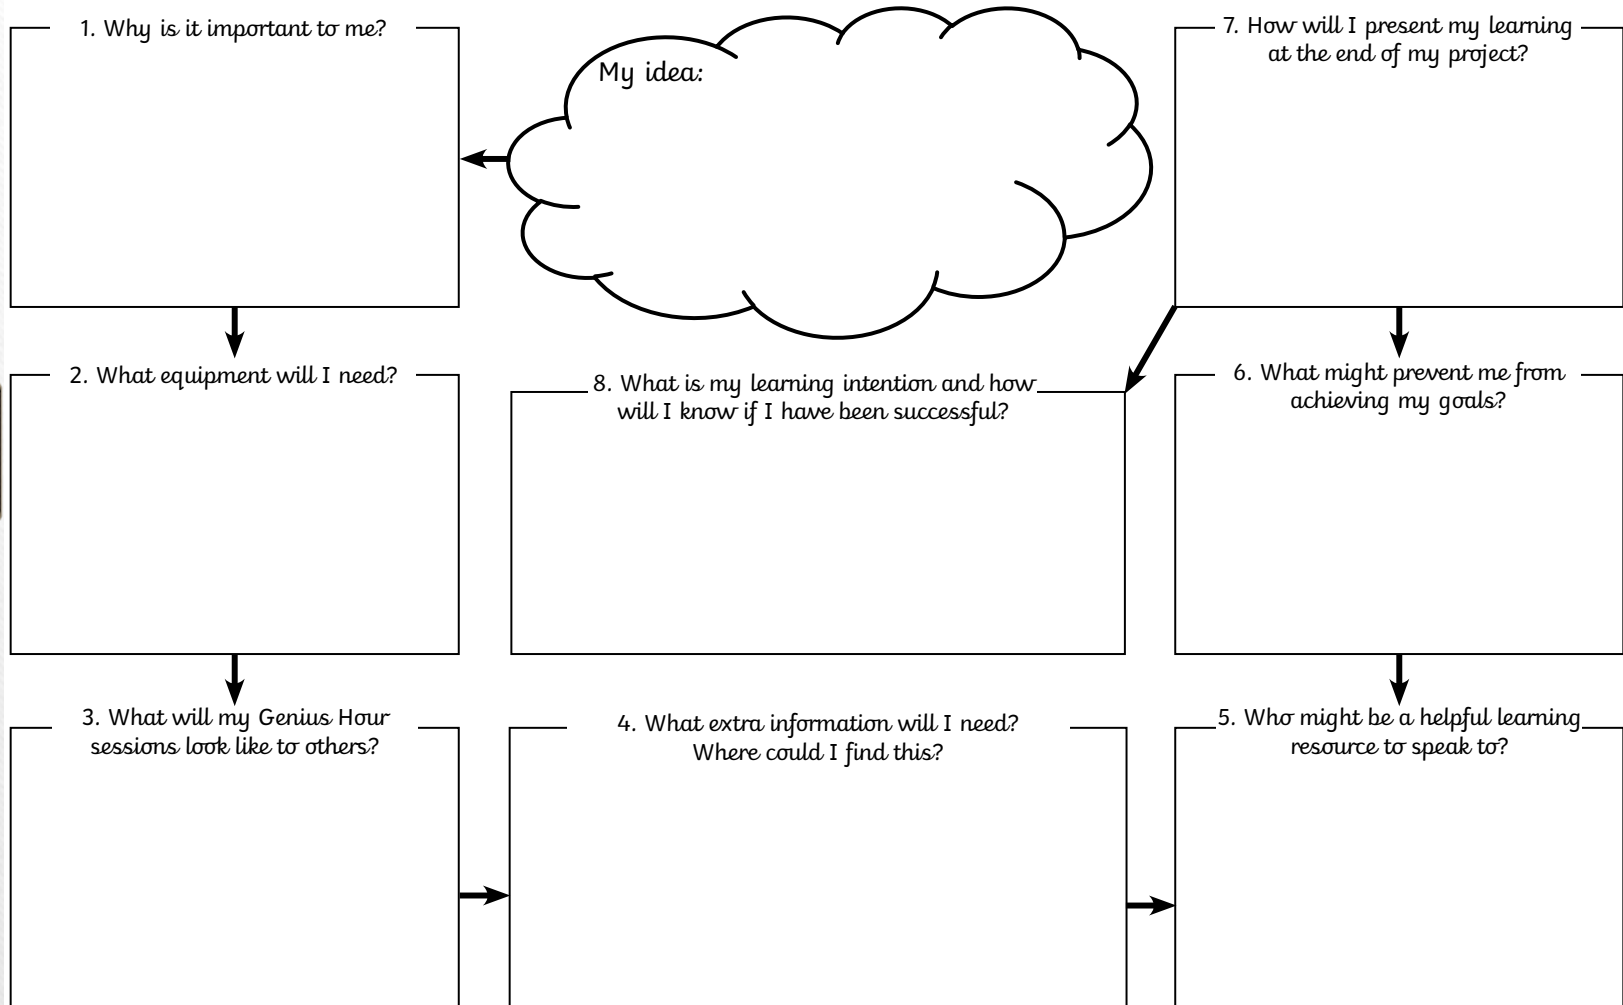 My idea:
1. Why is it important to me?
2. What equipment will I need?
3. What will my Genius Hour
sessions look like to others?
4. What extra information will I need?
Where could I find this?
5. Who might be a helpful learning
resource to speak to?
6. What might prevent me from
achieving my goals?
7. How will I present my learning
at the end of my project?
8. What is my learning intention and how
will I know if I have been successful?